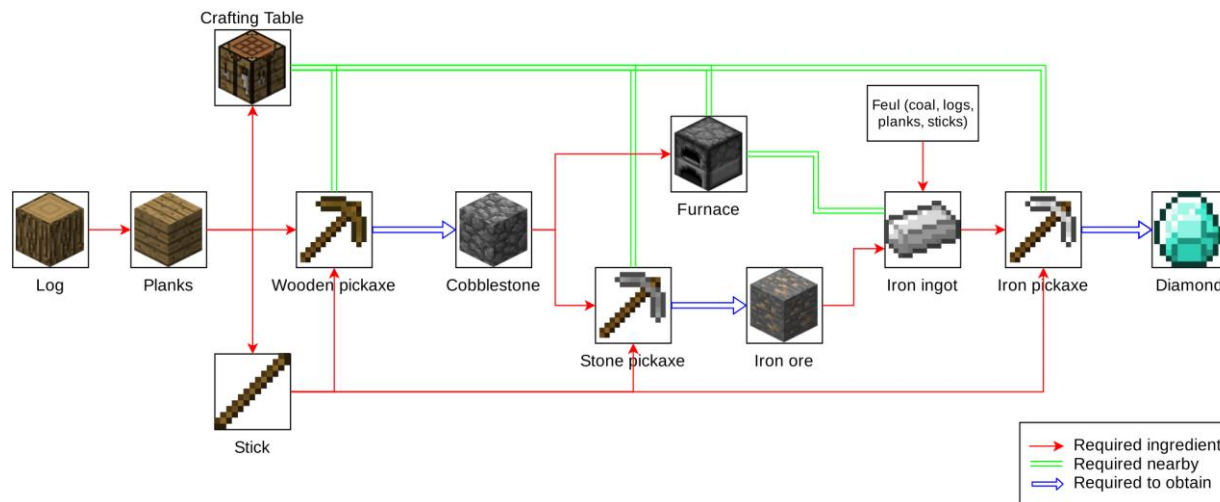 Crafting Table
Feul (coal, logs,
planks, sticks)
Furnace
Log
Planks
Wooden pickaxe
Cobblestone
Iron ingot
Iron pickaxe
Diamond
Stone pickaxe
Iron ore
Stick
Required ingredient
Required nearby
Required to obtain